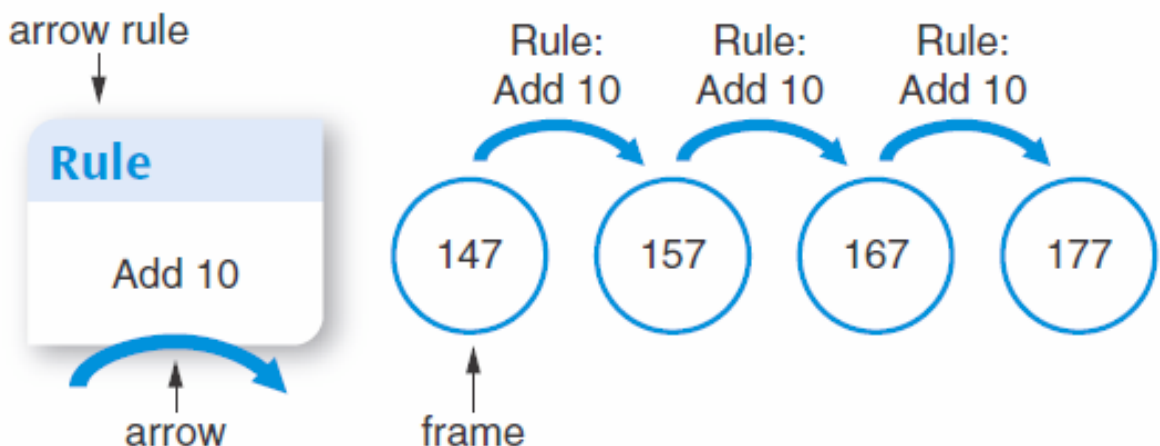 arrow rule
Rule
Add 10
arrow
Rule:
Add 10
Rule:
Add 10
Rule:
Add 10
147
157
167
177
frame